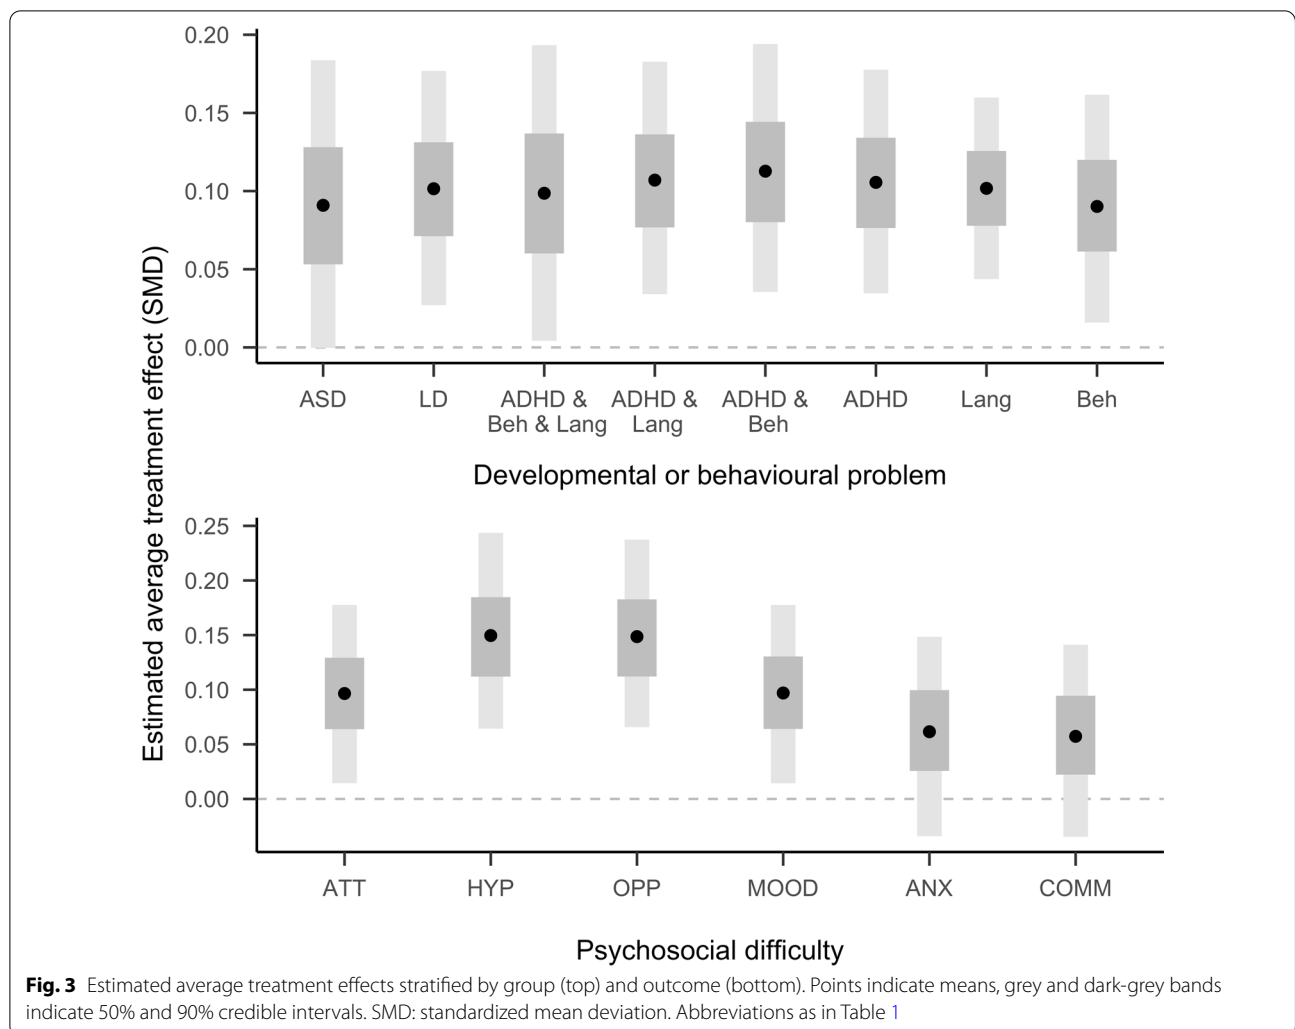 0.20
0.15
0.10
0.05
0.00
ASD
LD
ADHD &
Beh & Lang
ADHD &
Lang
ADHD &
Beh
ADHD
Lang
Beh
Developmental or behavioural problem
Estimated average treatment effect (SMD)
0.25
0.20
0.15
0.10
0.05
0.00
ATT
HYP
OPP
MOOD
ANX
COMM
Psychosocial difficulty
Fig. 3 Estimated average treatment effects stratified by group (top) and outcome (bottom). Points indicate means, grey and dark-grey bands
indicate 50% and 90% credible intervals. SMD: standardized mean deviation. Abbreviations as in Table 1